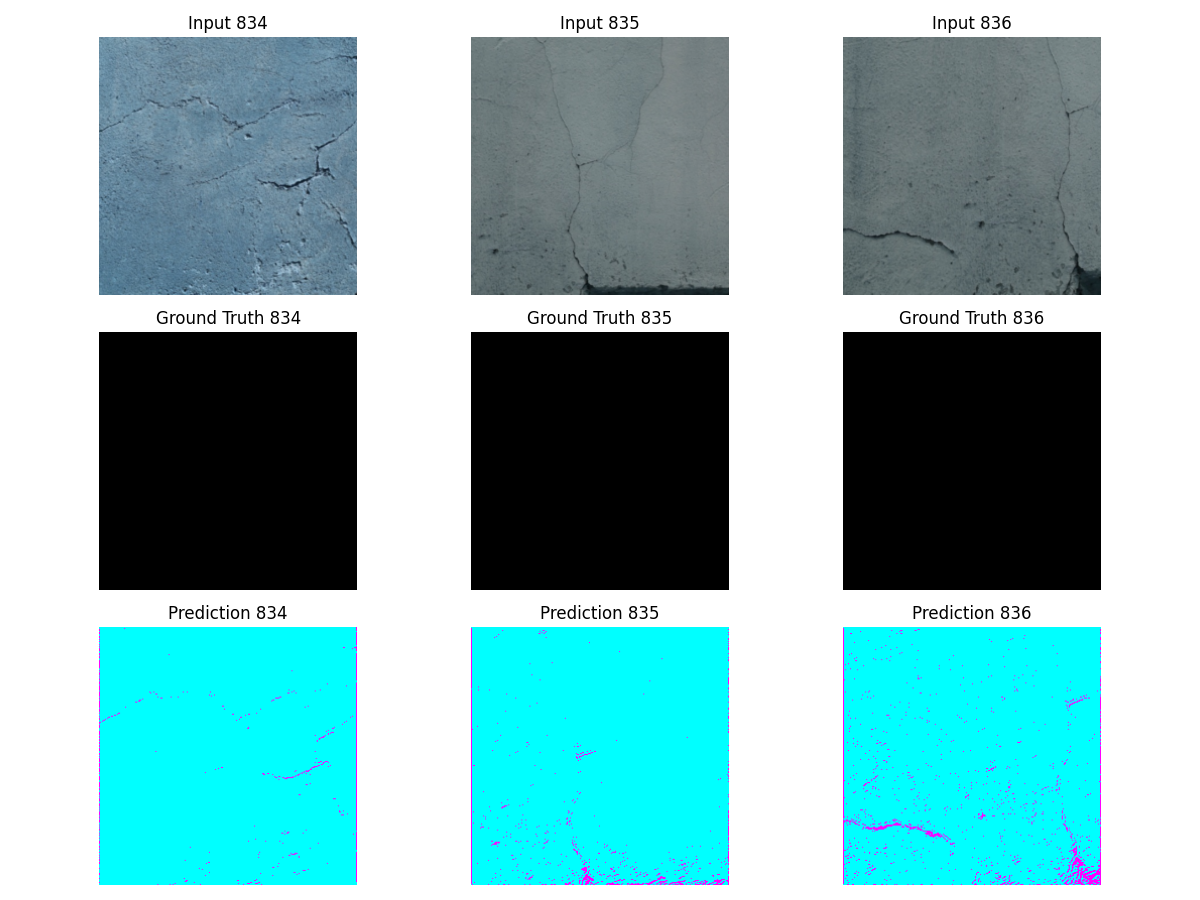 Input 834
Input 835
Input 836
Ground Truth 834
Ground Truth 835
Ground Truth 836
Prediction 834
Prediction 835
Prediction 836